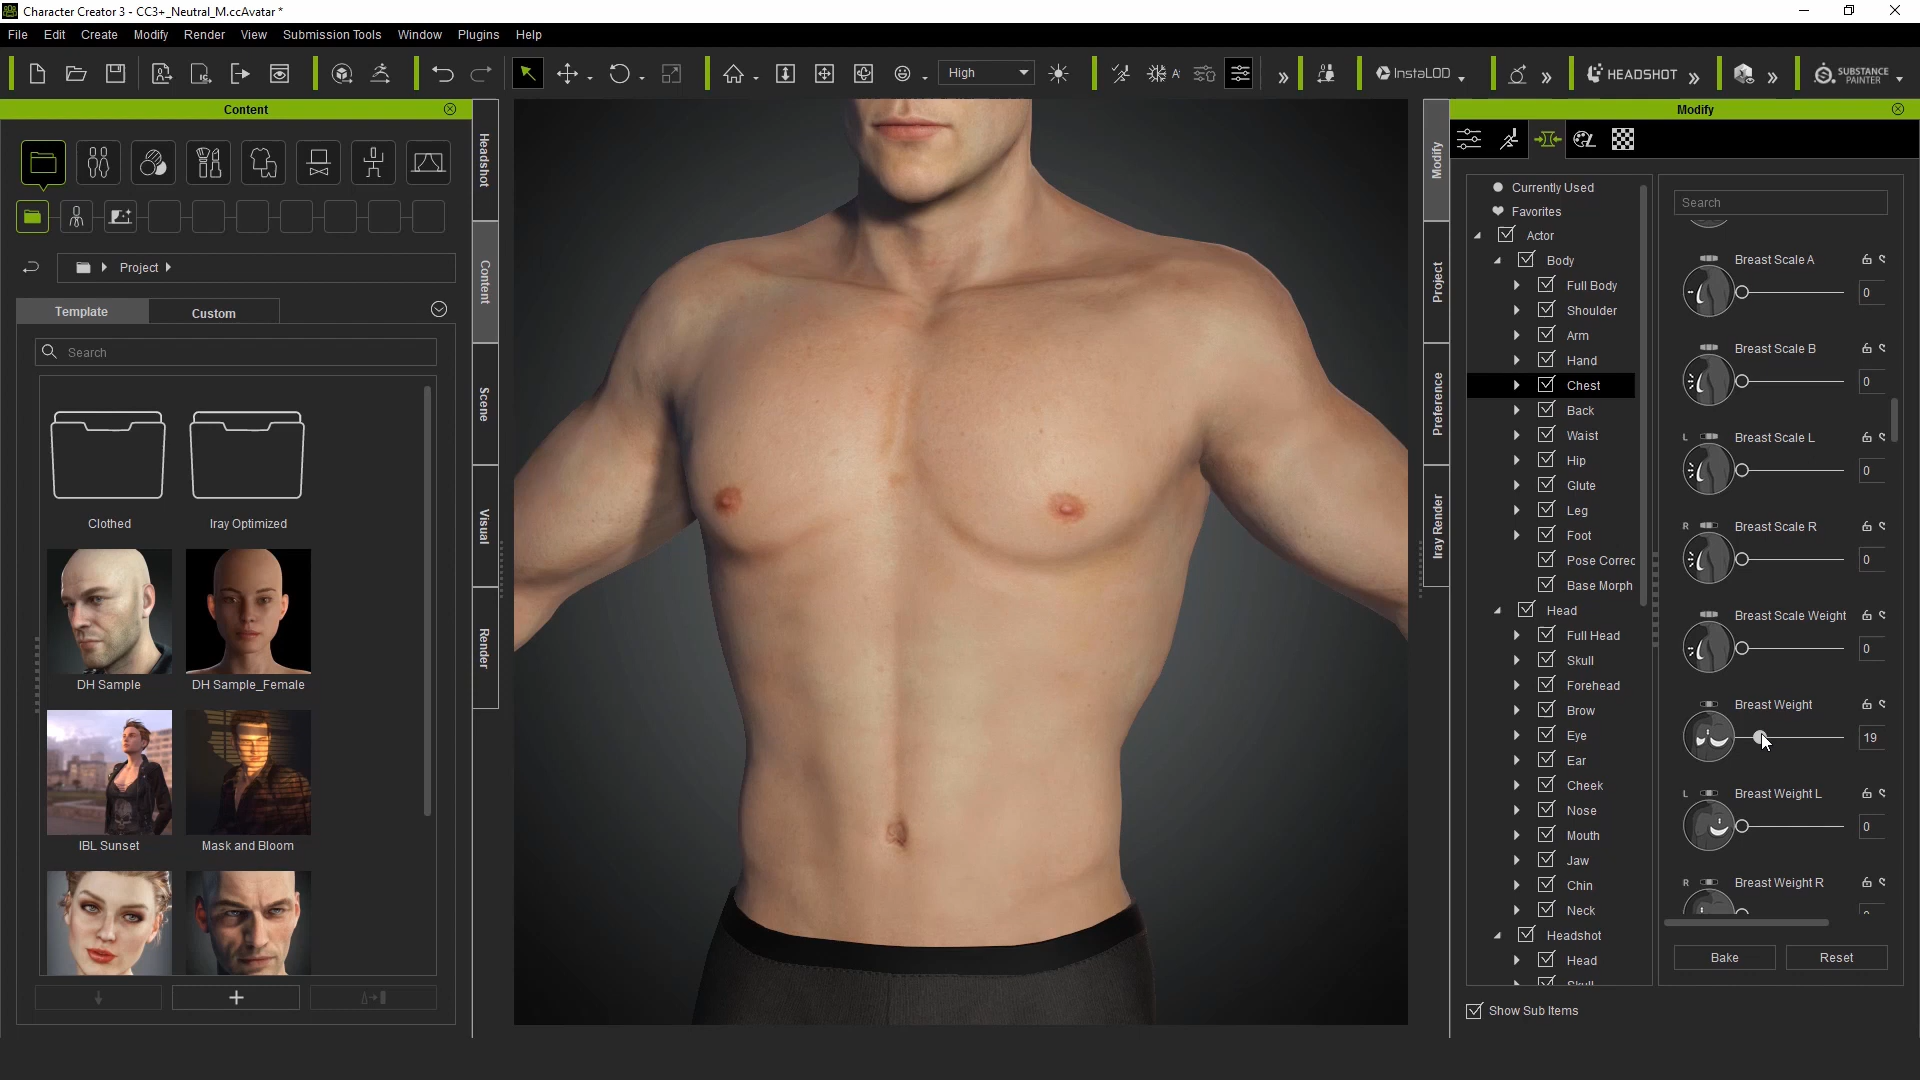 Character Creator 3 - CC3+_Neutral_M.ccAvatar *
File Edit Create Modify Render View Submission Tools Window Plugins Help
High
InstaLOD
HEADSHOT
SUBSTANCE PAINTER
Content
Project
Template
Custom
Search
Clothed
Iray Optimized
DH Sample
DH Sample_Female
IBL Sunset
Mask and Bloom
Headshot
Content
Scene
Visual
Render
Modify
Project
Preference
Iray Render
Modify
Currently Used
Favorites
Actor
Body
Full Body
Shoulder
Arm
Hand
Chest
Back
Waist
Hip
Glute
Leg
Foot
Pose Correc
Base Morph
Head
Full Head
Skull
Forehead
Brow
Eye
Ear
Cheek
Nose
Mouth
Jaw
Chin
Neck
Headshot
Head
Skull
Show Sub Items
Search
Breast Scale A
0
Breast Scale B
0
L Breast Scale L
0
R Breast Scale R
0
Breast Scale Weight
0
Breast Weight
19
L Breast Weight L
0
R Breast Weight R
Bake
Reset